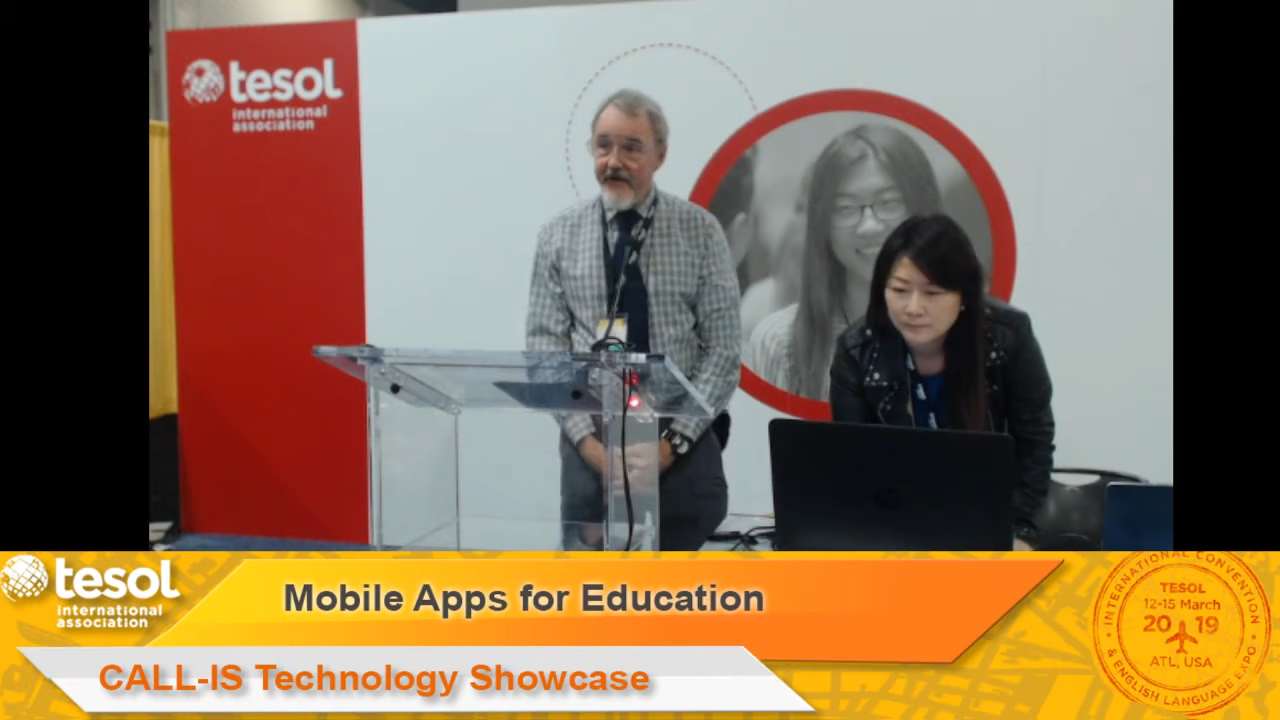 tesol
international
association
tesol
international
association
Mobile Apps for Education
CALL-IS Technology Showcase
INTERNATIONAL CONVENTION
TESOL
12-15 March
20 19
ATL, USA
& ENGLISH LANGUAGE EXPO